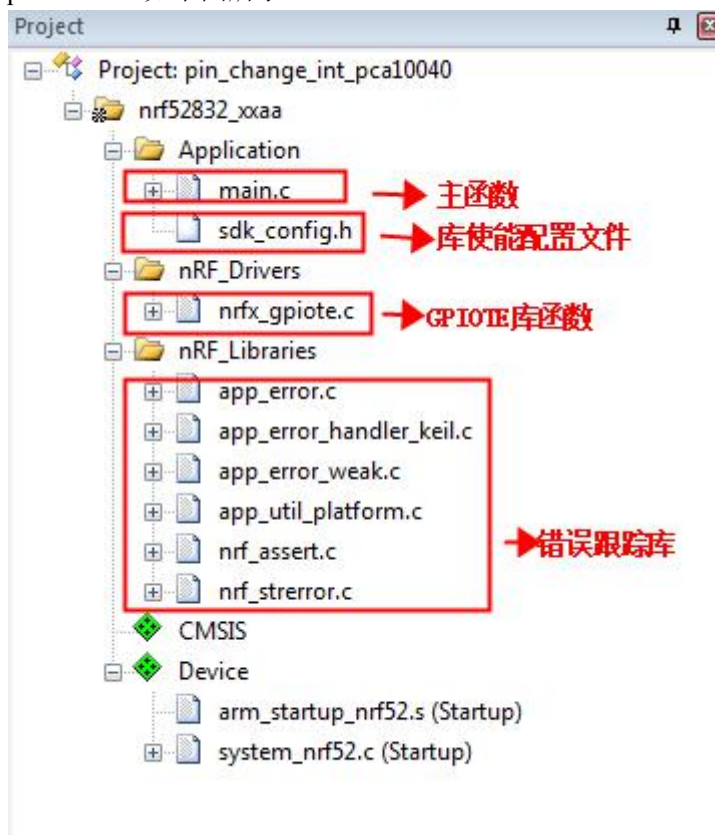 Project
Project: pin_change_int_pca10040
nrf52832_xxaa
Application
main.c 主函数
sdk_config.h 库使能配置文件
nRF_Drivers
nrfx_gpiote.c GPIOTE库函数
nRF_Libraries
app_error.c
app_error_handler_keil.c
app_error_weak.c
app_util_platform.c
nrf_assert.c 错误跟踪库
nrf_strerror.c
CMSIS
Device
arm_startup_nrf52.s (Startup)
system_nrf52.c (Startup)